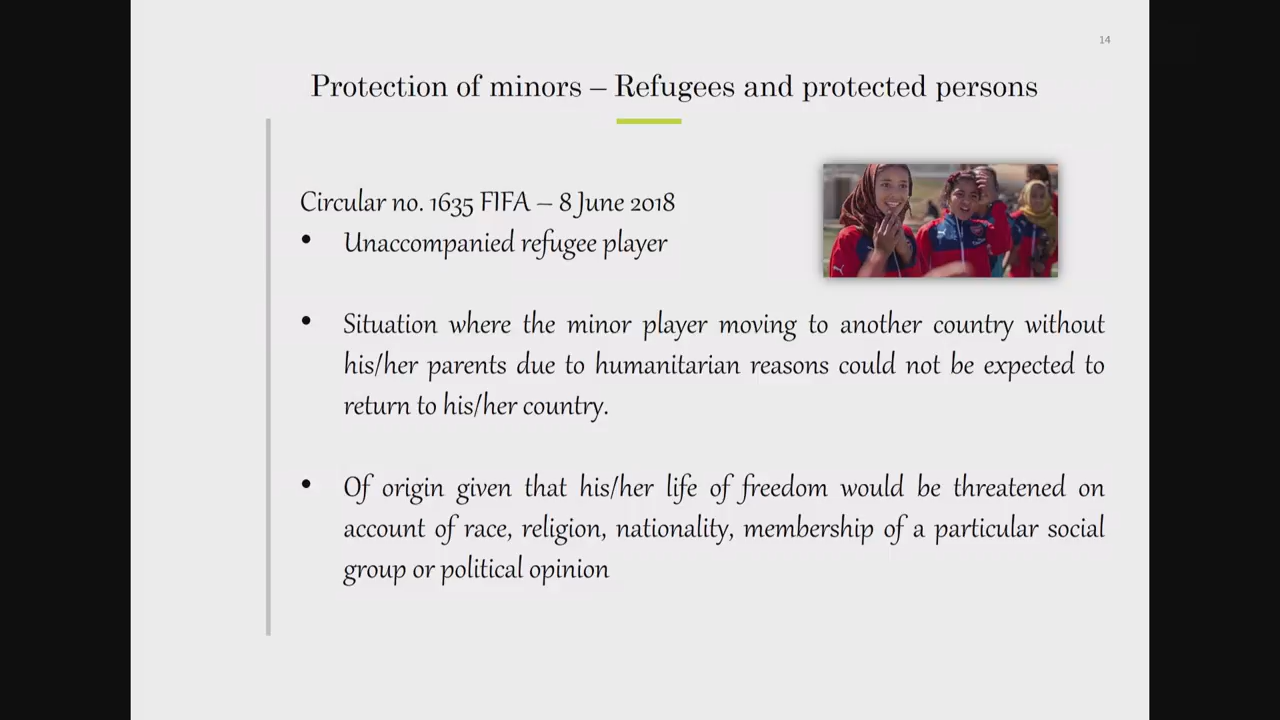 14
Protection of minors – Refugees and protected persons
Circular no. 1635 FIFA – 8 June 2018
• Unaccompanied refugee player
• Situation where the minor player moving to another country without
his/her parents due to humanitarian reasons could not be expected to
return to his/her country.
• Of origin given that his/her life of freedom would be threatened on
account of race, religion, nationality, membership of a particular social
group or political opinion